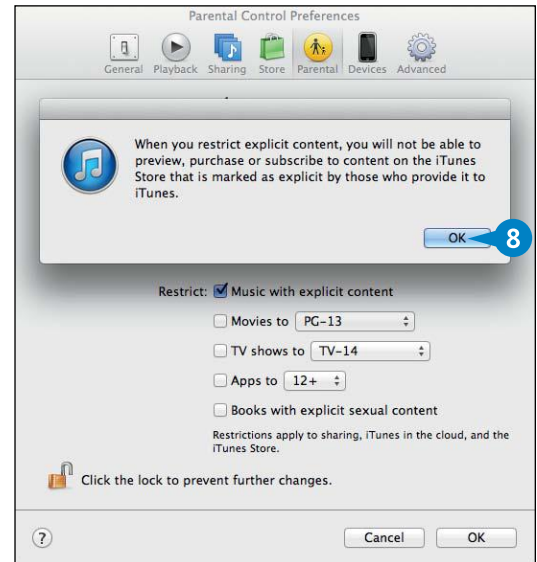 Parental Control Preferences
General Playback Sharing Store Parental Devices Advanced
When you restrict explicit content, you will not be able to
preview, purchase or subscribe to content on the iTunes
Store that is marked as explicit by those who provide it to
iTunes.
OK 8
Restrict: Music with explicit content
Movies to PG-13
TV shows to TV-14
Apps to 12+
Books with explicit sexual content
Restrictions apply to sharing, iTunes in the cloud, and the
iTunes Store.
Click the lock to prevent further changes.
? Cancel OK